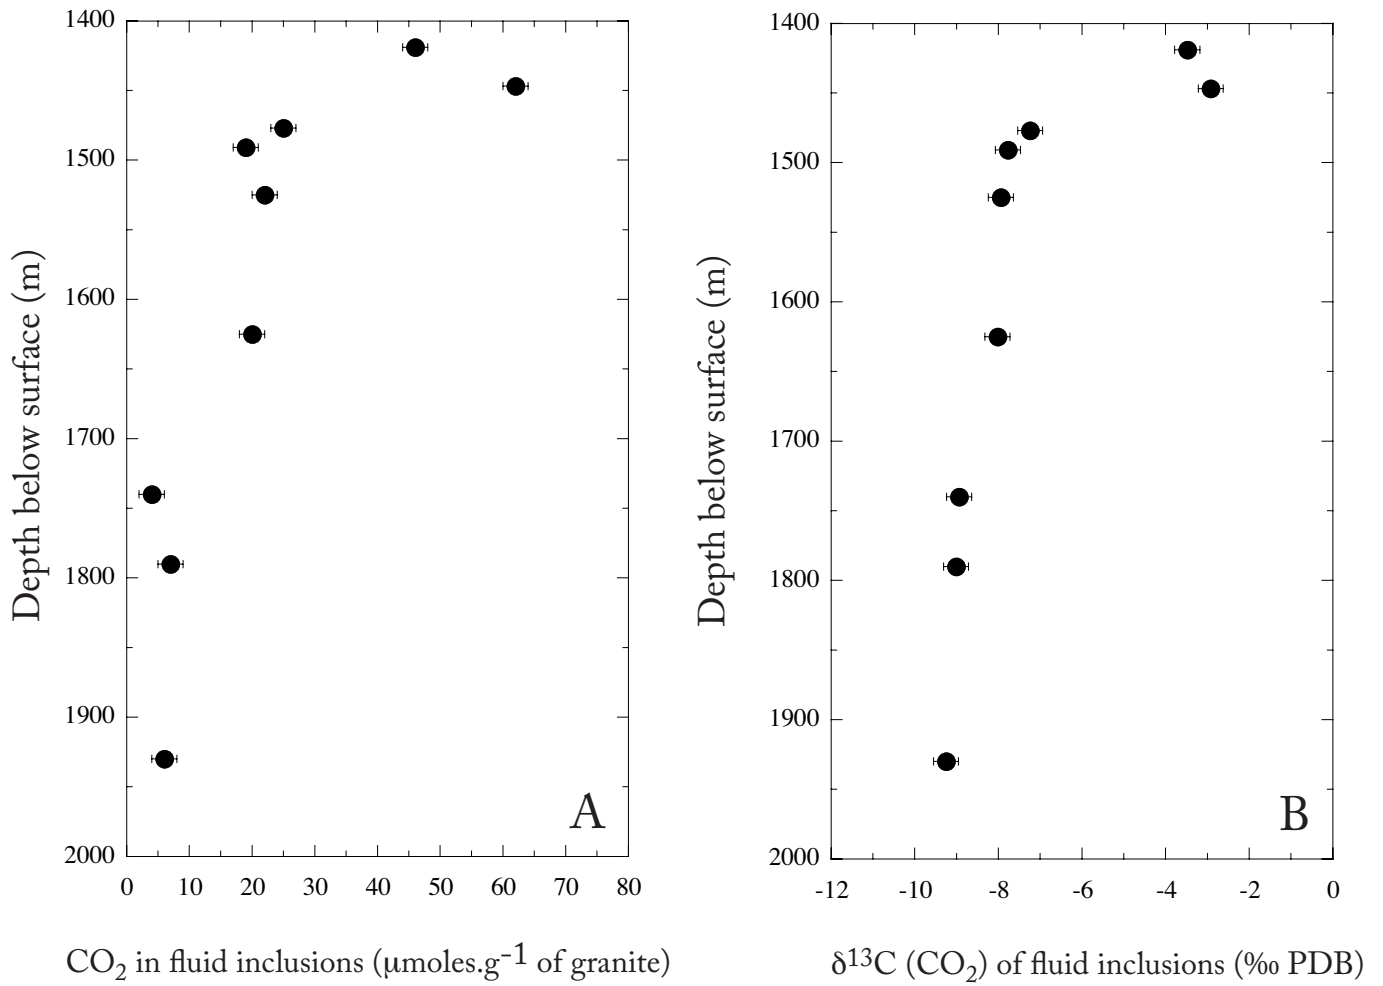 1400
1500
1600
1700
1800
1900
2000
0 10 20 30 40 50 60 70 80
Depth below surface (m)
CO₂ in fluid inclusions (μmoles.g⁻¹ of granite)
A
1400
1500
1600
1700
1800
1900
2000
-12 -10 -8 -6 -4 -2 0
Depth below surface (m)
δ¹³C (CO₂) of fluid inclusions (‰ PDB)
B